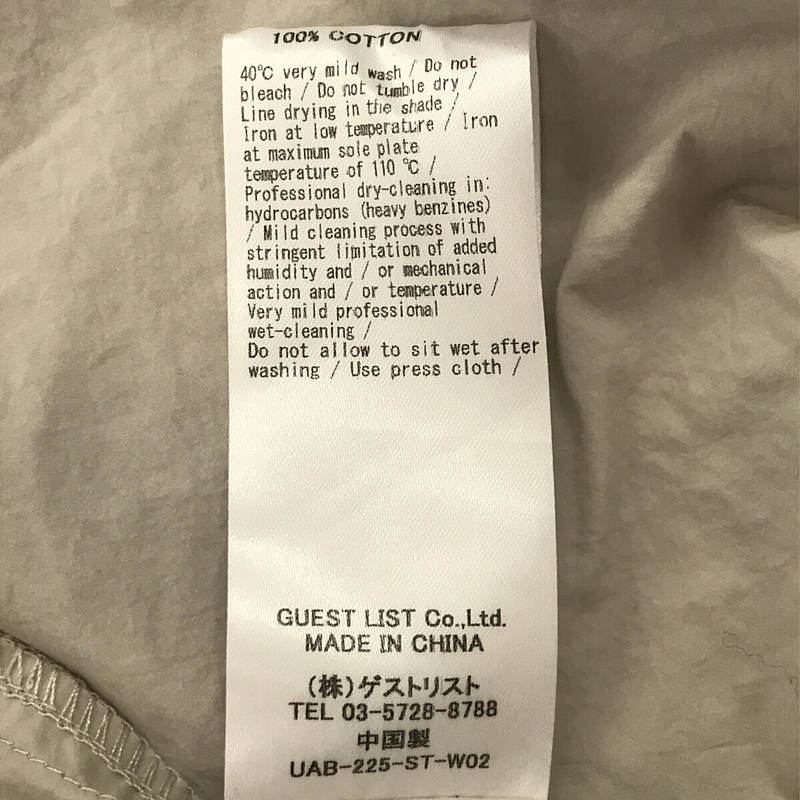 100% COTTON
40℃ very mild wash / Do not
bleach / Do not tumble dry /
Line drying in the shade /
Iron at low temperature / Iron
at maximum sole plate
temperature of 110 ℃ /
Professional dry-cleaning in:
hydrocarbons (heavy benzines)
/ Mild cleaning process with
stringent limitation of added
humidity and / or mechanical
action and / or temperature /
Very mild professional
wet-cleaning /
Do not allow to sit wet after
washing / Use press cloth /
GUEST LIST Co.,Ltd.
MADE IN CHINA
(株)ゲストリスト
TEL 03-5728-8788
中国製
UAB-225-ST-W02